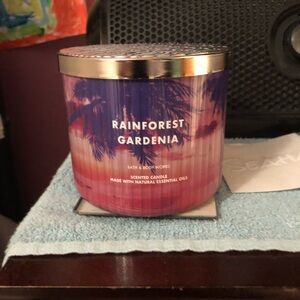 RAINFOREST
GARDENIA
BATH & BODY WORKS
SCENTED CANDLE
MADE WITH NATURAL ESSENTIAL OILS